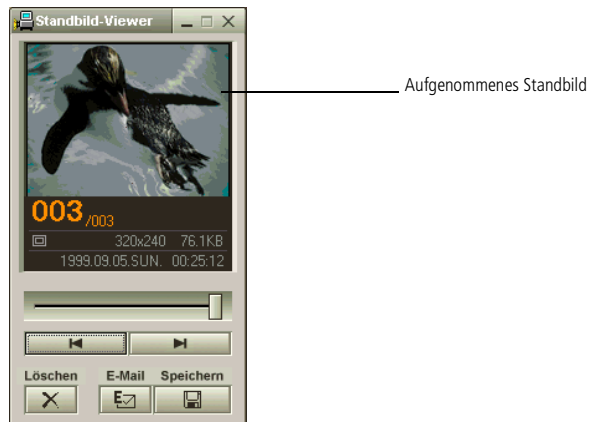 Standbild-Viewer
Aufgenommenes Standbild
003/003
320x240 76.1KB
1999.09.05.SUN. 00:25:12
Löschen E-Mail Speichern
E